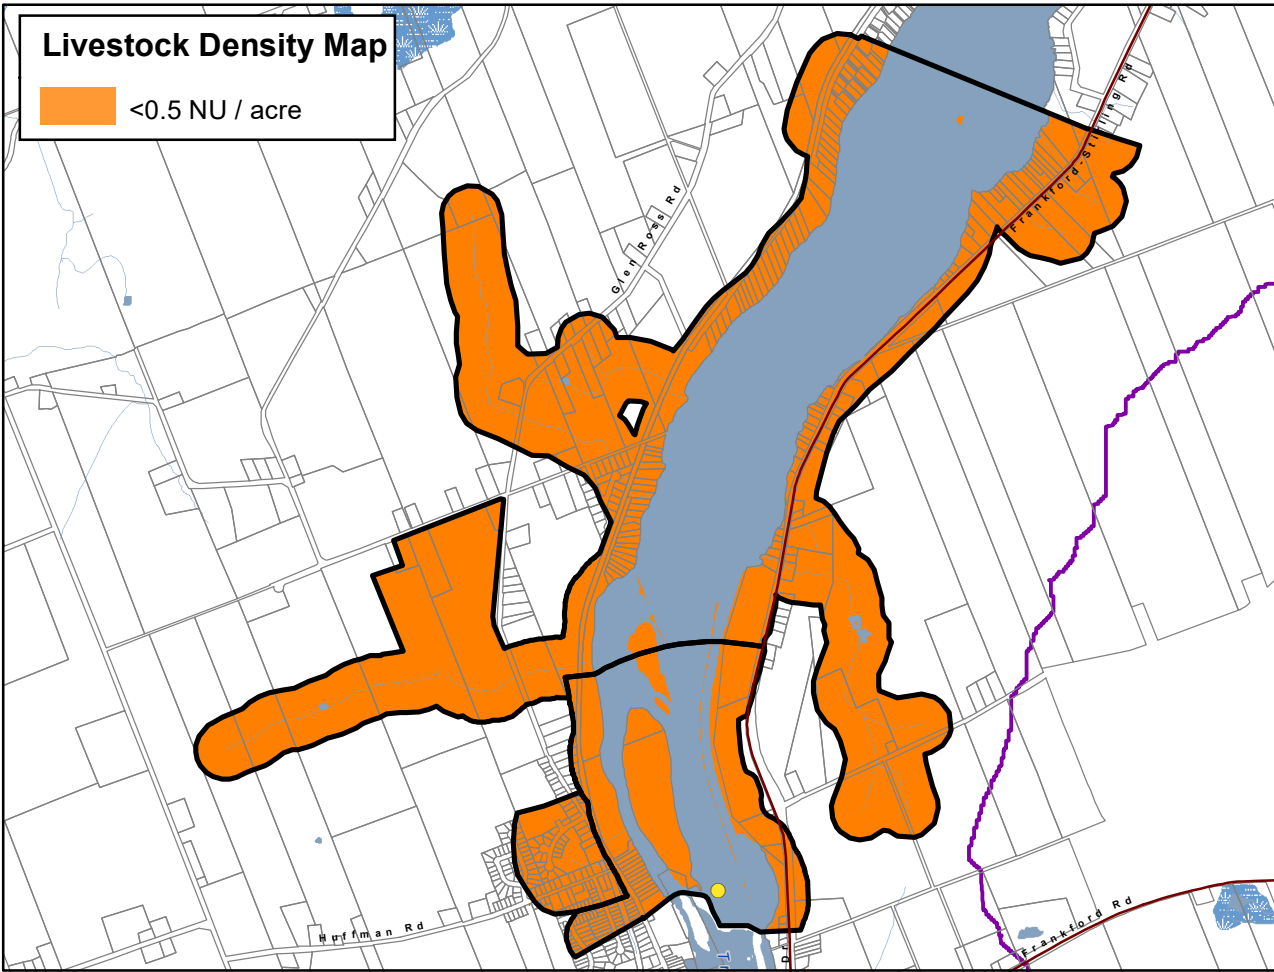 Livestock Density Map
<0.5 NU / acre
Frankford-Stirling Rd
Glen Ross Rd
Huffman Rd
Frankford Rd